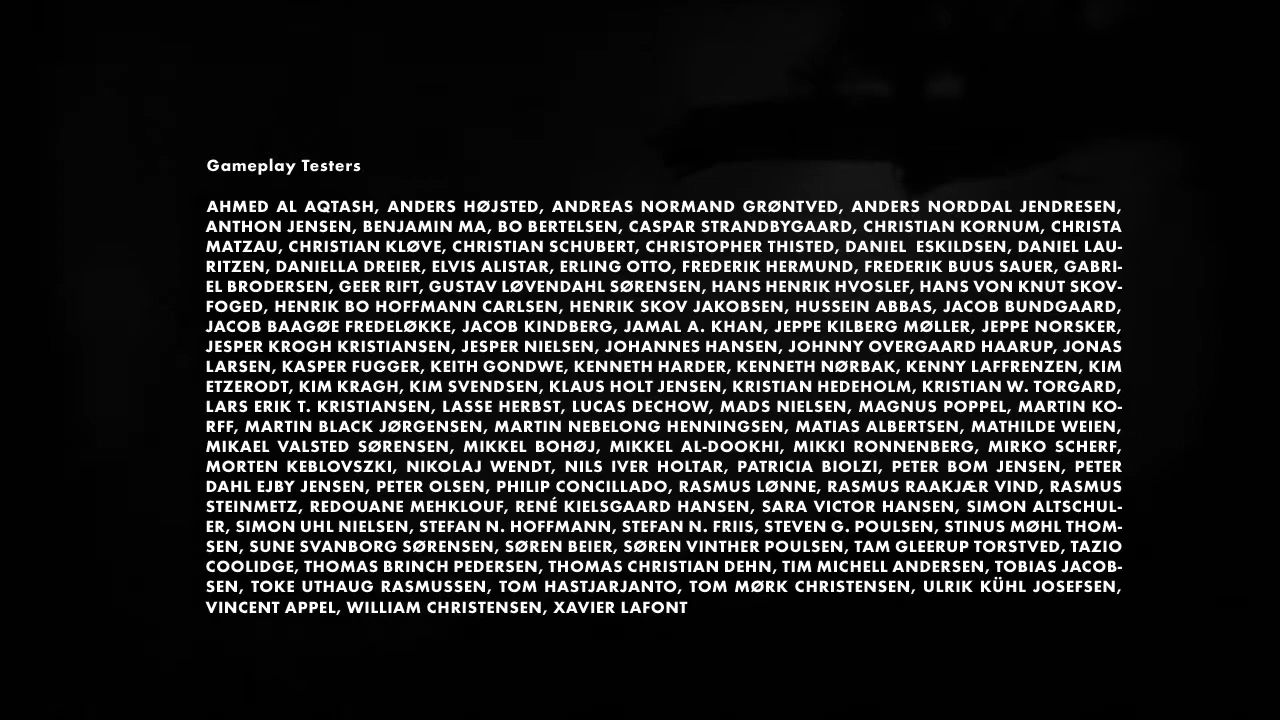 Gameplay Testers
AHMED AL AQTASH, ANDERS HØJSTED, ANDREAS NORMAND GRØNTVED, ANDERS NORDDAL JENDRESEN,
ANTHON JENSEN, BENJAMIN MA, BO BERTELSEN, CASPAR STRANDBYGAARD, CHRISTIAN KORNUM, CHRISTA
MATZAU, CHRISTIAN KLØVE, CHRISTIAN SCHUBERT, CHRISTOPHER THISTED, DANIEL  ESKILDSEN, DANIEL LAU-
RITZEN, DANIELLA DREIER, ELVIS ALISTAR, ERLING OTTO, FREDERIK HERMUND, FREDERIK BUUS SAUER, GABRI-
EL BRODERSEN, GEER RIFT, GUSTAV LØVENDAHL SØRENSEN, HANS HENRIK HVOSLEF, HANS VON KNUT SKOV-
FOGED, HENRIK BO HOFFMANN CARLSEN, HENRIK SKOV JAKOBSEN, HUSSEIN ABBAS, JACOB BUNDGAARD,
JACOB BAAGØE FREDELØKKE, JACOB KINDBERG, JAMAL A. KHAN, JEPPE KILBERG MØLLER, JEPPE NORSKER,
JESPER KROGH KRISTIANSEN, JESPER NIELSEN, JOHANNES HANSEN, JOHNNY OVERGAARD HAARUP, JONAS
LARSEN, KASPER FUGGER, KEITH GONDWE, KENNETH HARDER, KENNETH NØRBAK, KENNY LAFFRENZEN, KIM
ETZERODT, KIM KRAGH, KIM SVENDSEN, KLAUS HOLT JENSEN, KRISTIAN HEDEHOLM, KRISTIAN W. TORGARD,
LARS ERIK T. KRISTIANSEN, LASSE HERBST, LUCAS DECHOW, MADS NIELSEN, MAGNUS POPPEL, MARTIN KO-
RFF, MARTIN BLACK JØRGENSEN, MARTIN NEBELONG HENNINGSEN, MATIAS ALBERTSEN, MATHILDE WEIEN,
MIKAEL VALSTED SØRENSEN, MIKKEL BOHØJ, MIKKEL AL-DOOKHI, MIKKI RONNENBERG, MIRKO SCHERF,
MORTEN KEBLOVSZKI, NIKOLAJ WENDT, NILS IVER HOLTAR, PATRICIA BIOLZI, PETER BOM JENSEN, PETER
DAHL EJBY JENSEN, PETER OLSEN, PHILIP CONCILLADO, RASMUS LØNNE, RASMUS RAAKJÆR VIND, RASMUS
STEINMETZ, REDOUANE MEHKLOUF, RENÉ KIELSGAARD HANSEN, SARA VICTOR HANSEN, SIMON ALTSCHUL-
ER, SIMON UHL NIELSEN, STEFAN N. HOFFMANN, STEFAN N. FRIIS, STEVEN G. POULSEN, STINUS MØHL THOM-
SEN, SUNE SVANBORG SØRENSEN, SØREN BEIER, SØREN VINTHER POULSEN, TAM GLEERUP TORSTVED, TAZIO
COOLIDGE, THOMAS BRINCH PEDERSEN, THOMAS CHRISTIAN DEHN, TIM MICHELL ANDERSEN, TOBIAS JACOB-
SEN, TOKE UTHAUG RASMUSSEN, TOM HASTJARJANTO, TOM MØRK CHRISTENSEN, ULRIK KÜHL JOSEFSEN,
VINCENT APPEL, WILLIAM CHRISTENSEN, XAVIER LAFONT